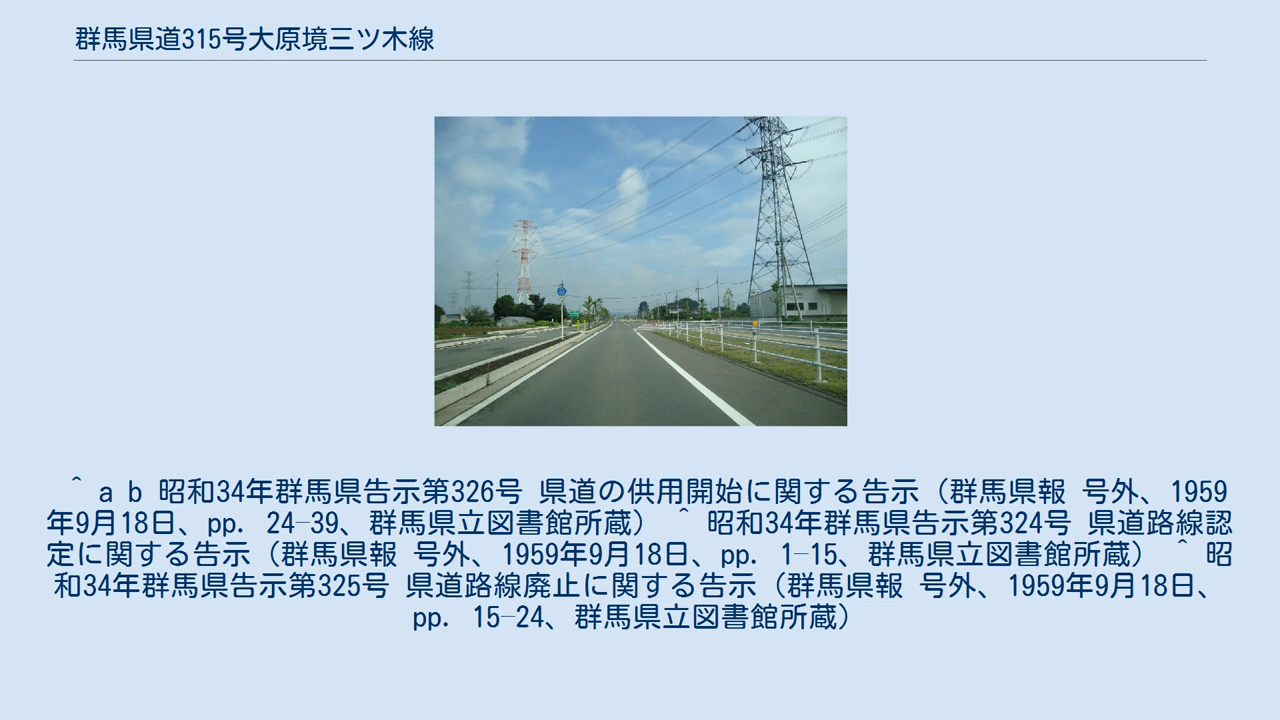 群馬県道315号大原境三ツ木線
^ a b 昭和34年群馬県告示第326号 県道の供用開始に関する告示（群馬県報 号外、1959
年9月18日、pp. 24–39、群馬県立図書館所蔵） ^ 昭和34年群馬県告示第324号 県道路線認
定に関する告示（群馬県報 号外、1959年9月18日、pp. 1–15、群馬県立図書館所蔵） ^ 昭
和34年群馬県告示第325号 県道路線廃止に関する告示（群馬県報 号外、1959年9月18日、
pp. 15–24、群馬県立図書館所蔵）